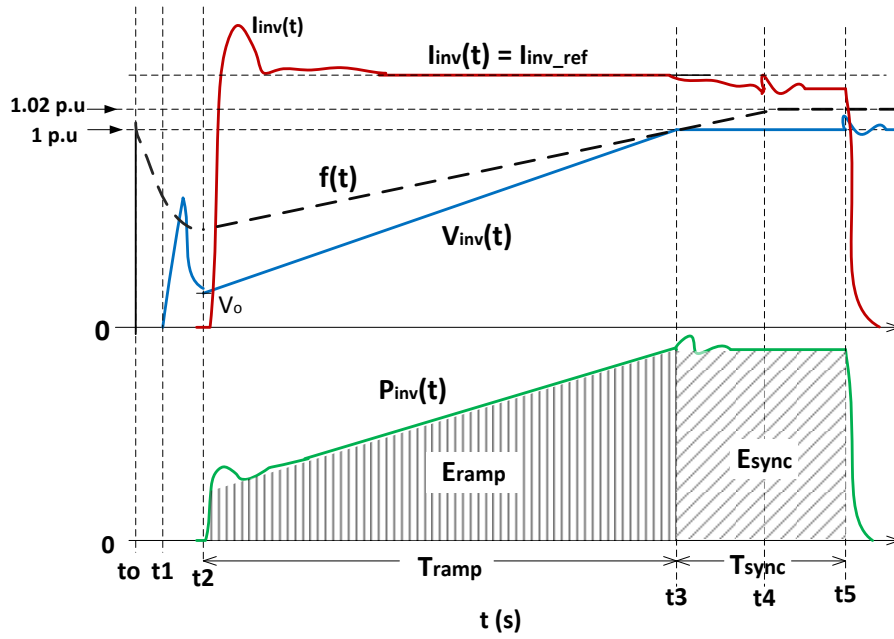 Iinv(t)
Iinv(t) = Iinv_ref
1.02 p.u
1 p.u
f(t)
Vinv(t)
Vo
0
Pinv(t)
Eramp
Esync
0
to t1 t2 Tramp t3 Tsync t4 t5
t (s)